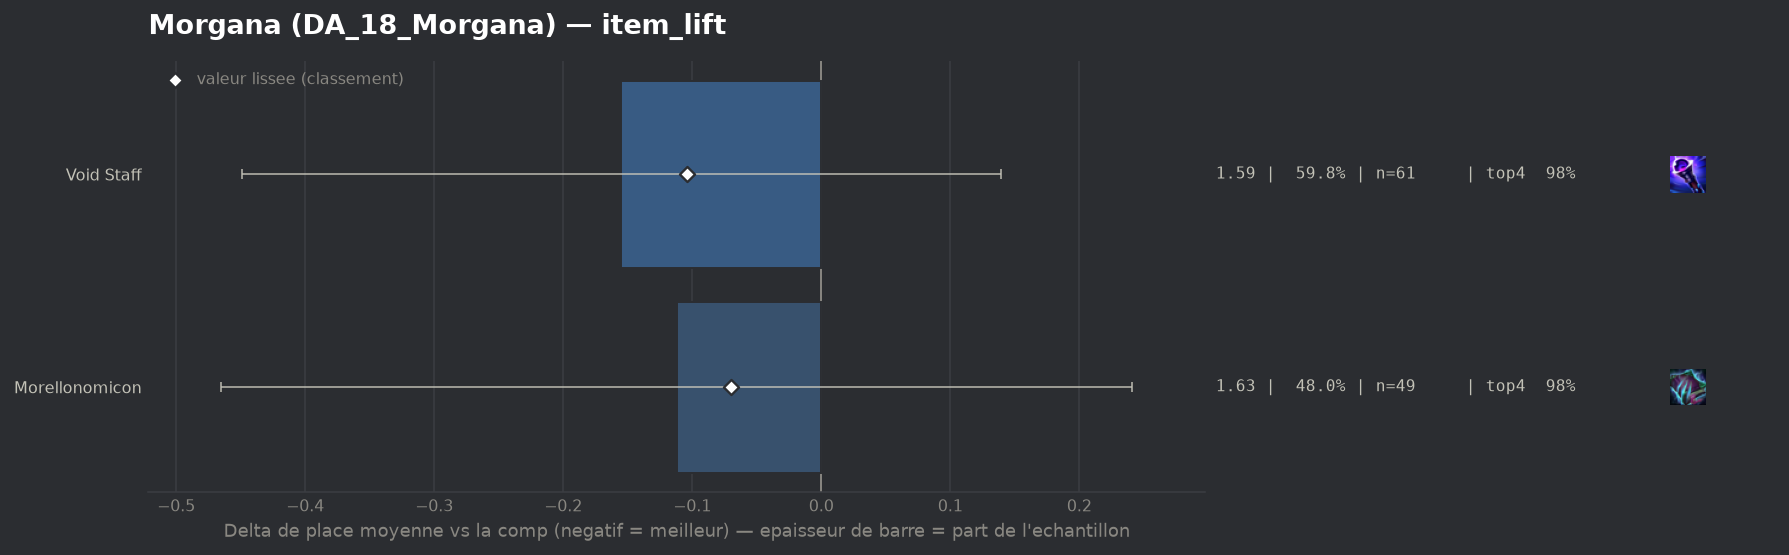 Morgana (DA_18_Morgana) — item_lift
valeur lissee (classement)
Void Staff
1.59 | 59.8% | n=61 | top4 98%
Morellonomicon
1.63 | 48.0% | n=49 | top4 98%
−0.5 −0.4 −0.3 −0.2 −0.1 0.0 0.1 0.2
Delta de place moyenne vs la comp (negatif = meilleur) — epaisseur de barre = part de l'echantillon